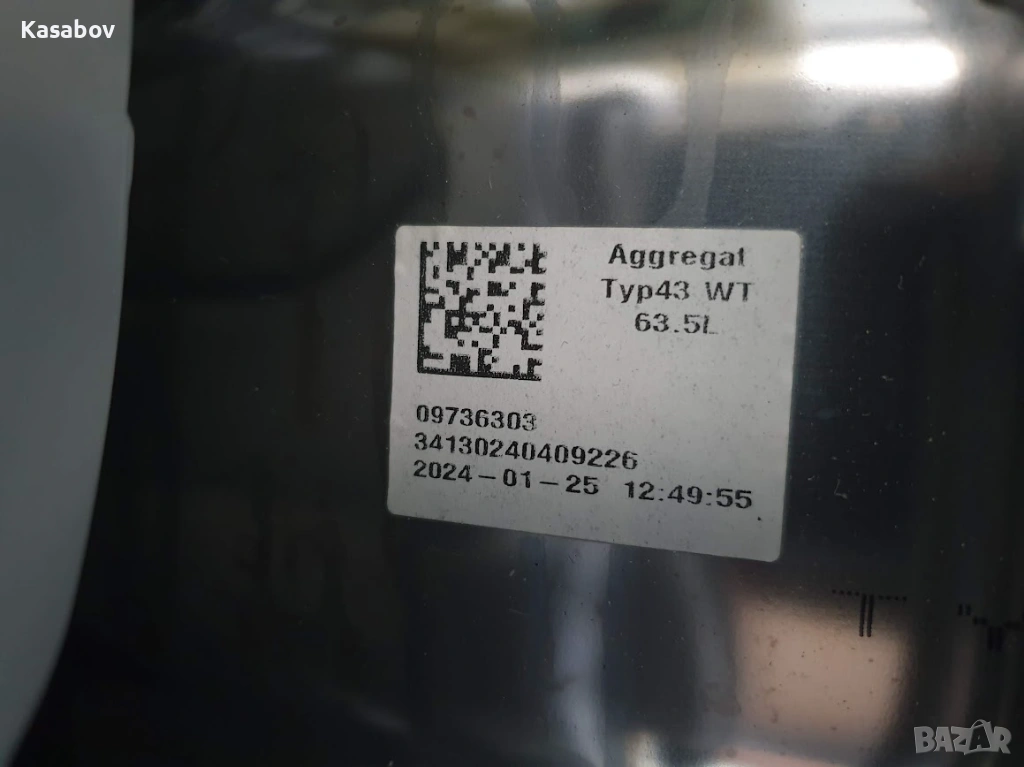 Kasabov
Aggregat
Typ43 WT
63.5L
09736303
34130240409226
2024-01-25 12:49:55
BAZAR